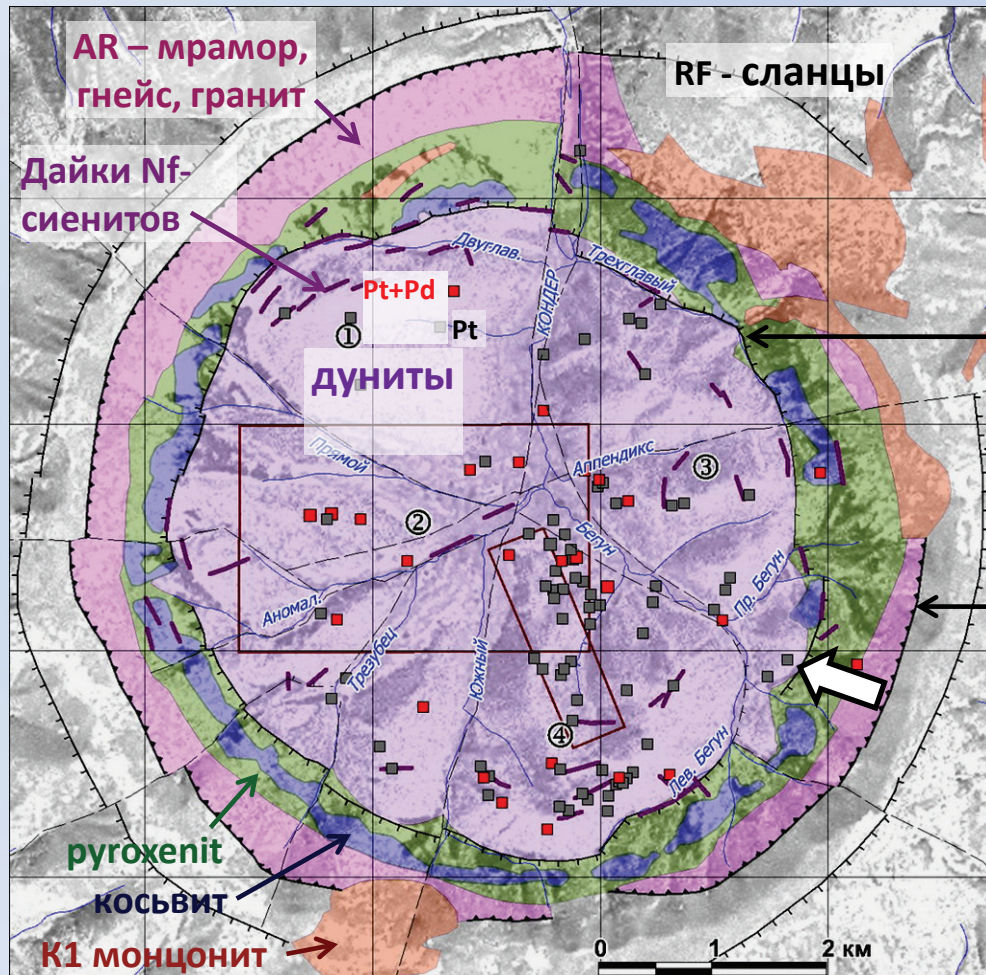 AR – мрамор,
гнейс, гранит
RF - сланцы
Дайки Nf-
сиенитов
Двуглав.
Трехглавый
КОНДЕР
Pt+Pd
Pt
1
дуниты
Прямой
Аппендикс
3
2
Бегун
Аномал.
Пр. Бегун
Трезубец
Южный
4
Лев. Бегун
pyroxenit
косьвит
К1 монцонит
0 1 2 км